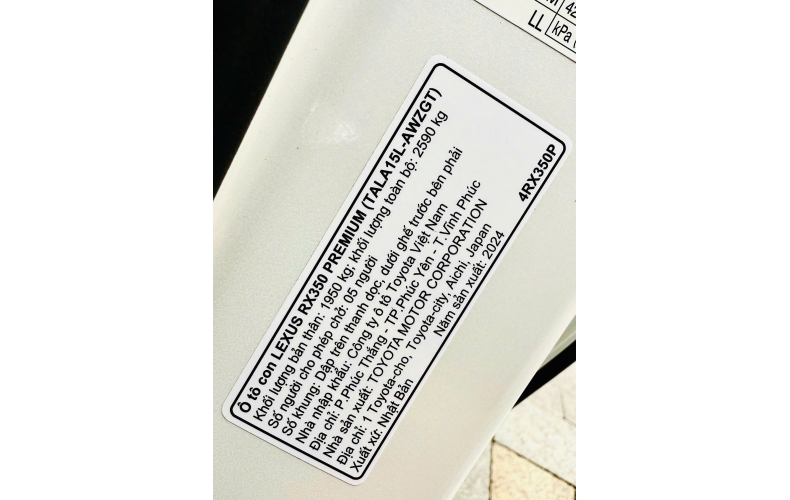 M 42
LL kPa (
Ô tô con LEXUS RX350 PREMIUM (TALA15L-AWZGT)
Khối lượng bản thân: 1950 kg; khối lượng toàn bộ: 2590 kg
Số người cho phép chở: 05 người
Số khung: Dập trên thanh dọc, dưới ghế trước bên phải
Nhà nhập khẩu: Công ty ô tô Toyota Việt Nam
Địa chỉ: P.Phúc Thắng - TP.Phúc Yên - T.Vĩnh Phúc
Nhà sản xuất: TOYOTA MOTOR CORPORATION
Địa chỉ: 1 Toyota-cho, Toyota-city, Aichi, Japan
Xuất xứ: Nhật Bản Năm sản xuất: 2024
4RX350P